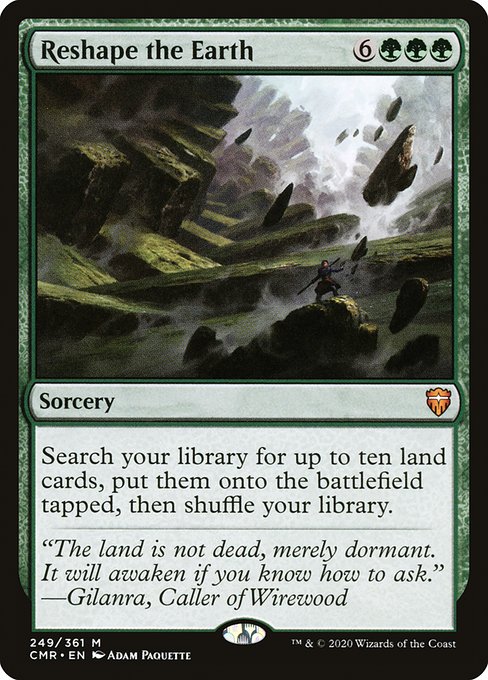 Reshape the Earth 6
Sorcery
Search your library for up to ten land
cards, put them onto the battlefield
tapped, then shuffle your library.
“The land is not dead, merely dormant.
It will awaken if you know how to ask.”
—Gilanra, Caller of Wirewood
249/361 M
CMR • EN Adam Paquette
™ & © 2020 Wizards of the Coast